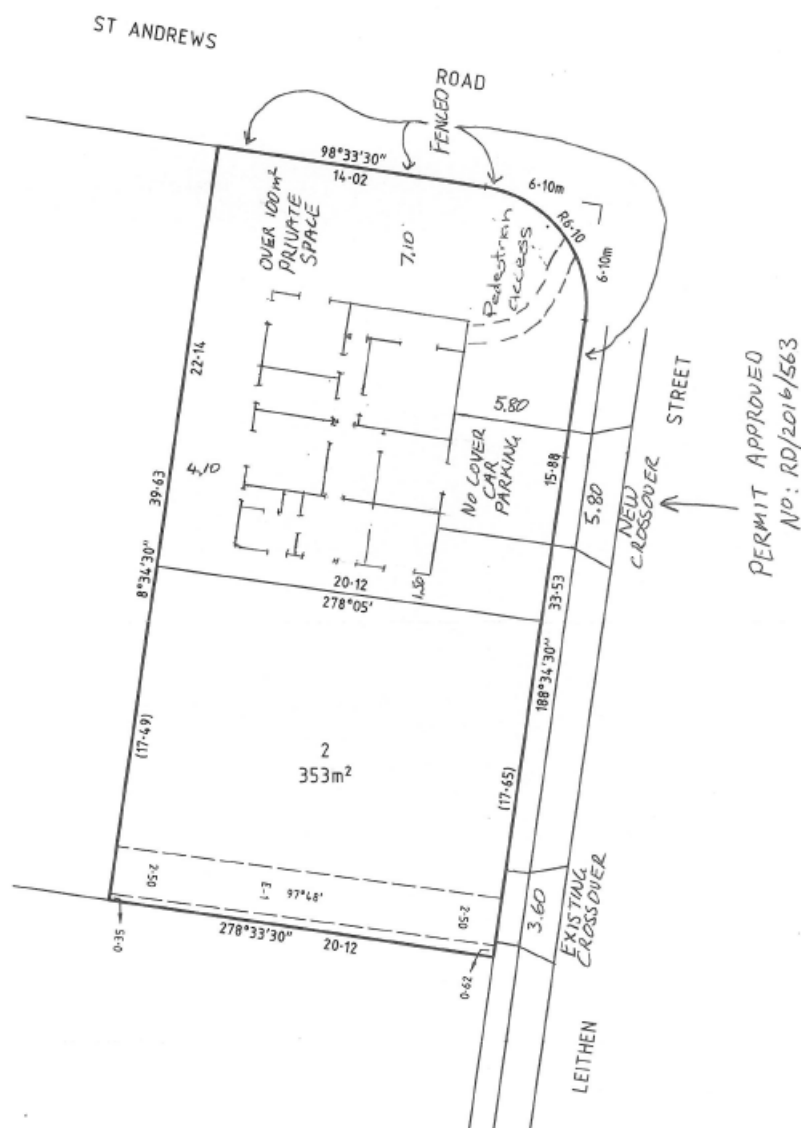 ST ANDREWS
ROAD
FENCED
98°33'30"
14·02
6·10m
R6·10
6·10m
OVER 100m²
PRIVATE
SPACE
7.10
Pedestrian
access
22·14
39·63
8°34'30"
4.10
5.80
NO COVER
CAR
PARKING
15·88
5.80
NEW
CROSSOVER
STREET
PERMIT APPROVED
NO: RD/2016/563
1.50
20·12
278°05'
33·53
188°34'30"
(17·49)
2
353m²
(17·65)
2·50
E-1
97°48'
2·50
3.60
EXISTING
CROSSOVER
0·35
278°33'30"
20·12
0·62
LEITHEN